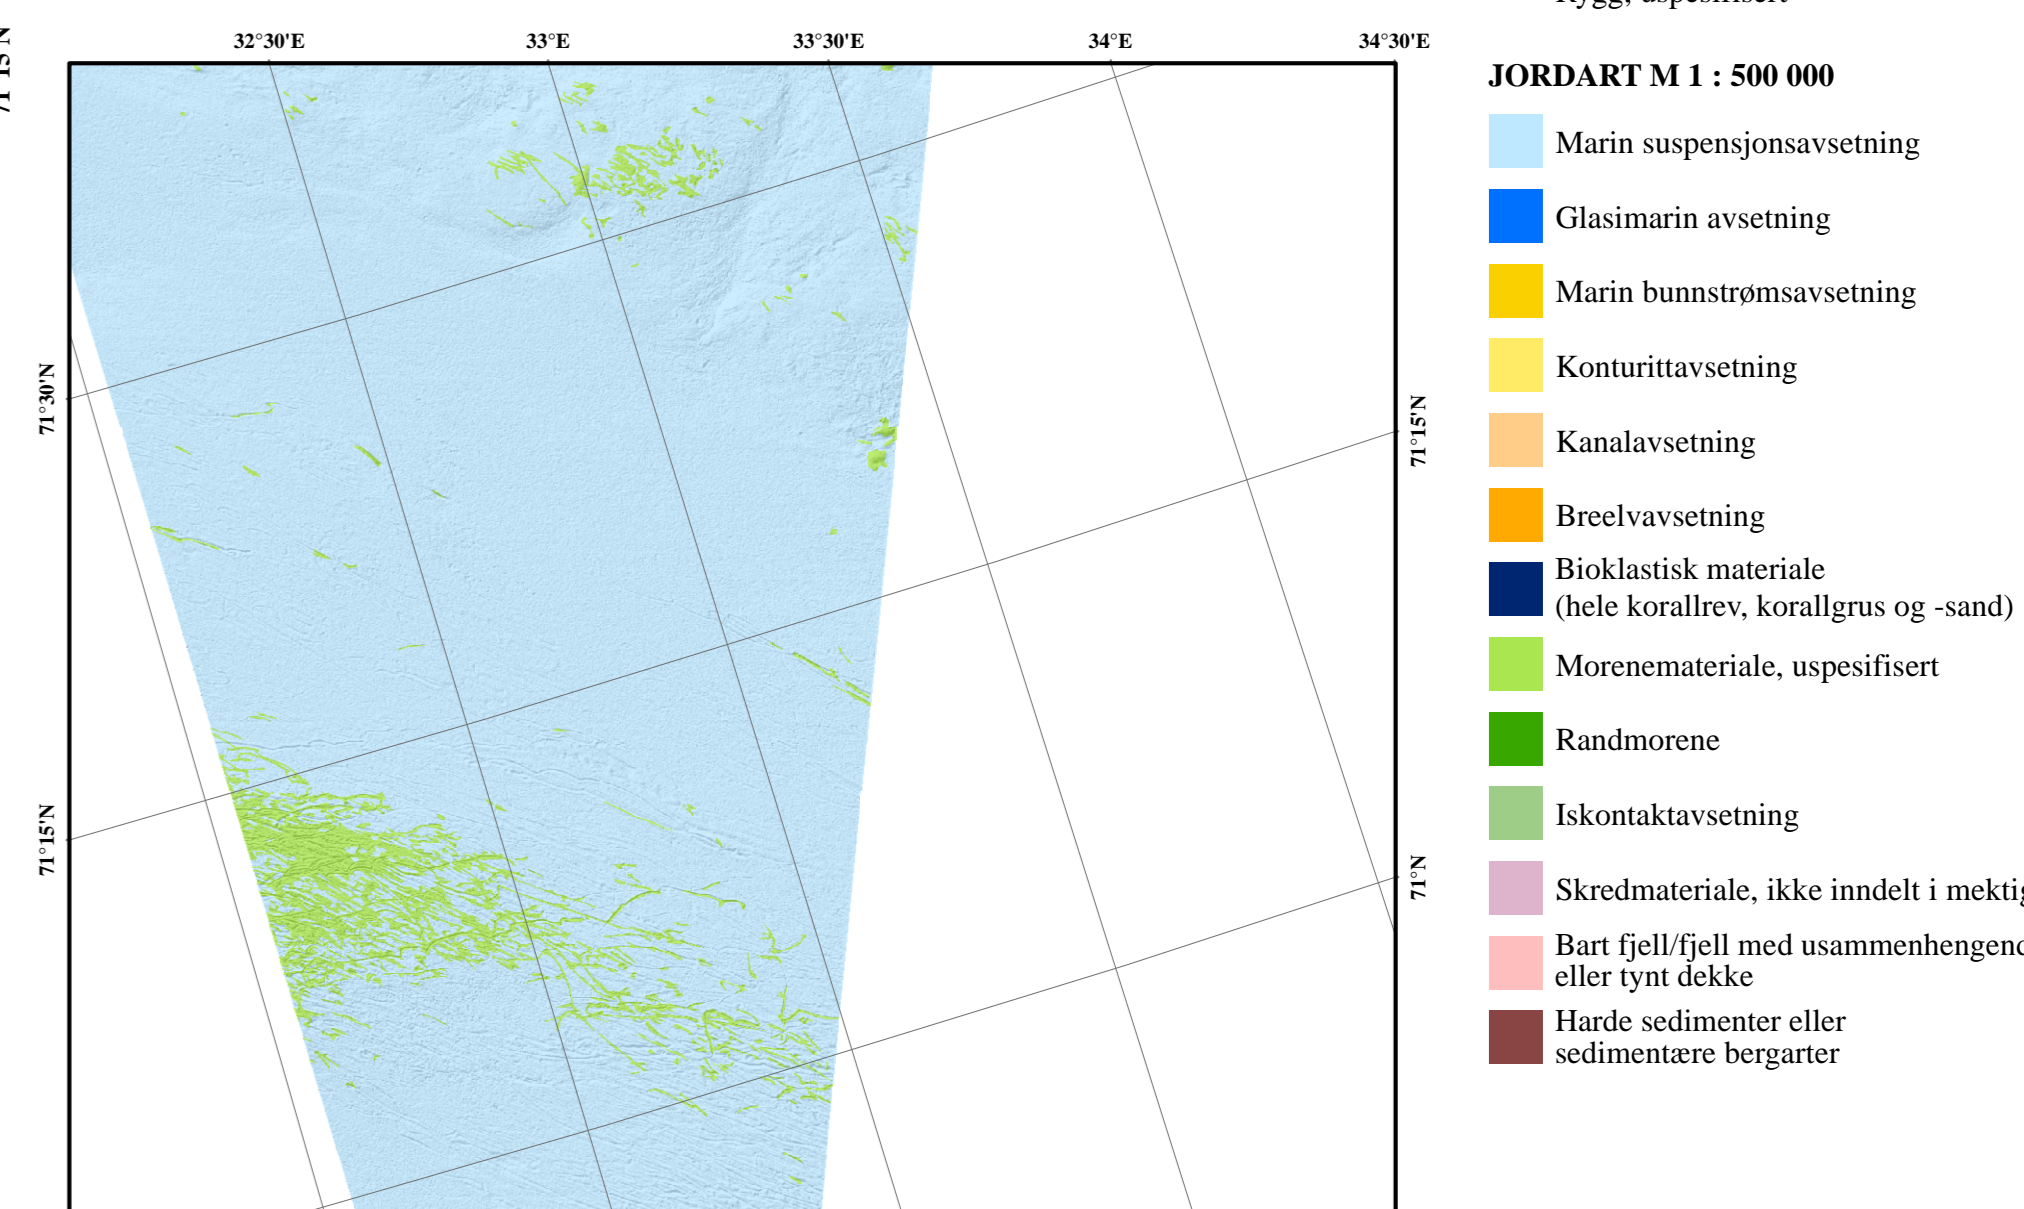 32°30'E 33°E 33°30'E 34°E 34°30'E
71°30'N
71°15'N
71°15'N
71°N
JORDART M 1 : 500 000
Marin suspensjonsavsetning
Glasimarin avsetning
Marin bunnstrømsavsetning
Konturittavsetning
Kanalavsetning
Breelvavsetning
Bioklastisk materiale
(hele korallrev, korallgrus og -sand)
Morenemateriale, uspesifisert
Randmorene
Iskontaktavsetning
Skredmateriale, ikke inndelt i mektig
Bart fjell/fjell med usammenhengend
eller tynt dekke
Harde sedimenter eller
sedimentære bergarter